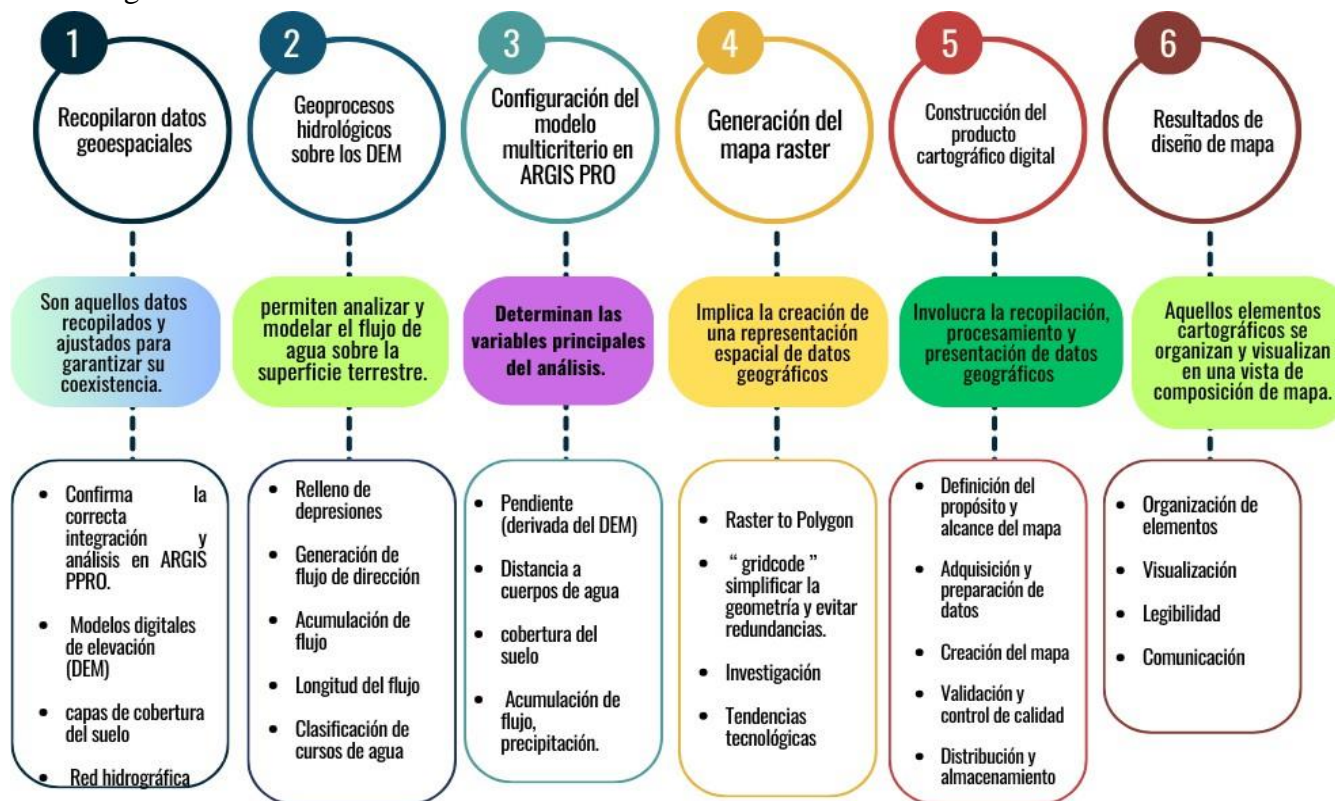 1
Recopilaron datos
geoespaciales
Son aquellos datos
recopilados y
ajustados para
garantizar su
coexistencia.
• Confirma la
correcta
integración y
análisis en ARGIS
PPRO.
• Modelos digitales
de elevación
(DEM)
• capas de cobertura
del suelo
• Red hidrográfica
2
Geoprocesos
hidrológicos
sobre los DEM
permiten analizar y
modelar el flujo de
agua sobre la
superficie terrestre.
• Relleno de
depresiones
• Generación de
flujo de dirección
• Acumulación de
flujo
• Longitud del flujo
• Clasificación de
cursos de agua
3
Configuración del
modelo
multicriterio en
ARGIS PRO
Determinan las
variables principales
del análisis.
• Pendiente
(derivada del DEM)
• Distancia a
cuerpos de agua
• cobertura del
suelo
• Acumulación de
flujo,
precipitación.
4
Generación del
mapa raster
Implica la creación de
una representación
espacial de datos
geográficos
• Raster to Polygon
• “ gridcode ”
simplificar la
geometría y evitar
redundancias.
• Investigación
• Tendencias
tecnológicas
5
Construcción del
producto
cartográfico digital
Involucra la recopilación,
procesamiento y
presentación de datos
geográficos
• Definición del
propósito y
alcance del mapa
• Adquisición y
preparación de
datos
• Creación del mapa
• Validación y
control de calidad
• Distribución y
almacenamiento
6
Resultados de
diseño de mapa
Aquellos elementos
cartográficos se
organizan y visualizan
en una vista de
composición de mapa.
• Organización de
elementos
• Visualización
• Legibilidad
• Comunicación